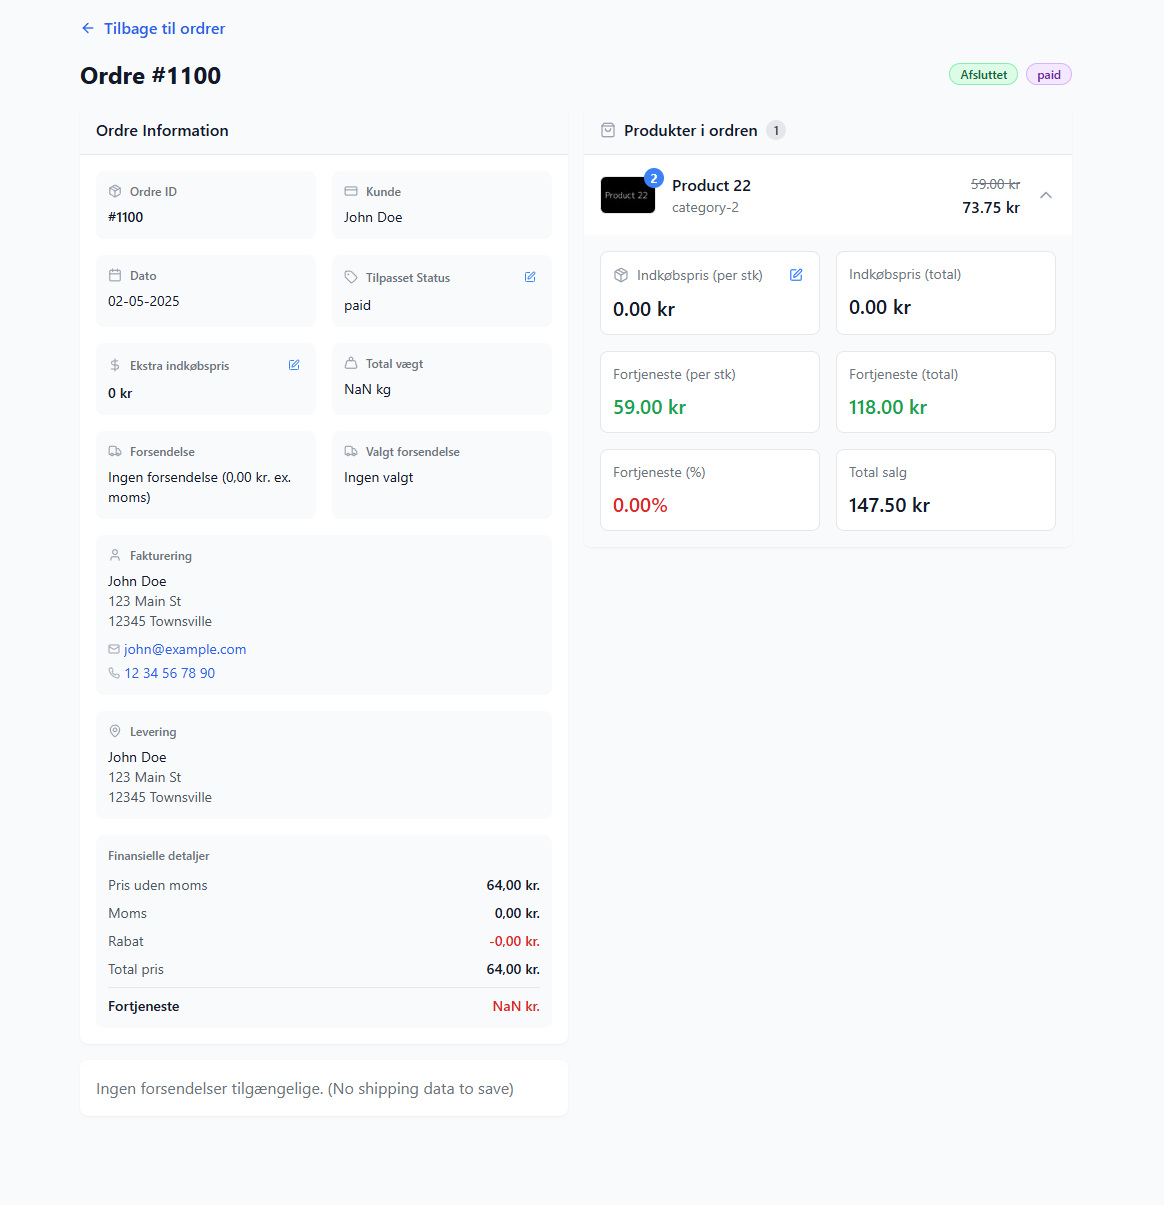 Tilbage til ordrer
Ordre #1100
Afsluttet
paid
Ordre Information
Ordre ID
#1100
Kunde
John Doe
Dato
02-05-2025
Tilpasset Status
paid
Ekstra indkøbspris
0 kr
Total vægt
NaN kg
Forsendelse
Ingen forsendelse (0,00 kr. ex.
moms)
Valgt forsendelse
Ingen valgt
Fakturering
John Doe
123 Main St
12345 Townsville
john@example.com
12 34 56 78 90
Levering
John Doe
123 Main St
12345 Townsville
Finansielle detaljer
Pris uden moms 64,00 kr.
Moms 0,00 kr.
Rabat -0,00 kr.
Total pris 64,00 kr.
Fortjeneste NaN kr.
Ingen forsendelser tilgængelige. (No shipping data to save)
Produkter i ordren 1
Product 22
2
Product 22
category-2
59.00 kr
73.75 kr
Indkøbspris (per stk)
0.00 kr
Indkøbspris (total)
0.00 kr
Fortjeneste (per stk)
59.00 kr
Fortjeneste (total)
118.00 kr
Fortjeneste (%)
0.00%
Total salg
147.50 kr